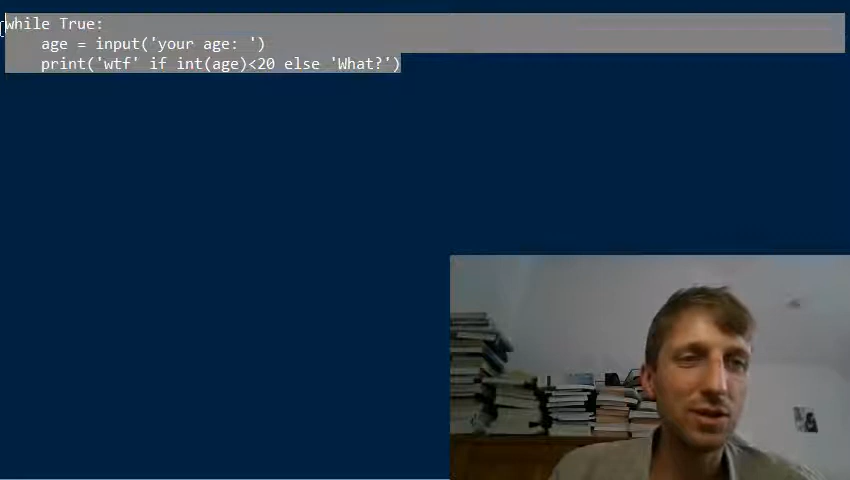 while True:
    age = input('your age: ')
    print('wtf' if int(age)<20 else 'What?')